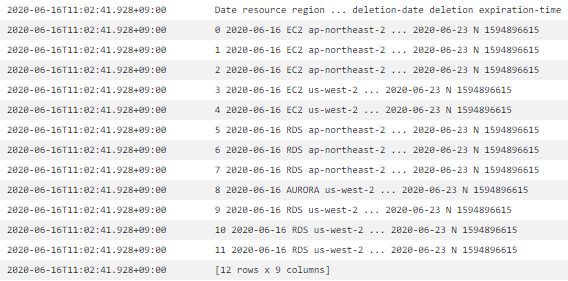 2020-06-16T11:02:41.928+09:00 Date resource region ... deletion-date deletion expiration-time
2020-06-16T11:02:41.928+09:00 0 2020-06-16 EC2 ap-northeast-2 ... 2020-06-23 N 1594896615
2020-06-16T11:02:41.928+09:00 1 2020-06-16 EC2 ap-northeast-2 ... 2020-06-23 N 1594896615
2020-06-16T11:02:41.928+09:00 2 2020-06-16 EC2 ap-northeast-2 ... 2020-06-23 N 1594896615
2020-06-16T11:02:41.928+09:00 3 2020-06-16 EC2 us-west-2 ... 2020-06-23 N 1594896615
2020-06-16T11:02:41.928+09:00 4 2020-06-16 EC2 us-west-2 ... 2020-06-23 N 1594896615
2020-06-16T11:02:41.928+09:00 5 2020-06-16 RDS ap-northeast-2 ... 2020-06-23 N 1594896615
2020-06-16T11:02:41.928+09:00 6 2020-06-16 RDS ap-northeast-2 ... 2020-06-23 N 1594896615
2020-06-16T11:02:41.928+09:00 7 2020-06-16 RDS ap-northeast-2 ... 2020-06-23 N 1594896615
2020-06-16T11:02:41.928+09:00 8 2020-06-16 AURORA us-west-2 ... 2020-06-23 N 1594896615
2020-06-16T11:02:41.928+09:00 9 2020-06-16 RDS us-west-2 ... 2020-06-23 N 1594896615
2020-06-16T11:02:41.928+09:00 10 2020-06-16 RDS us-west-2 ... 2020-06-23 N 1594896615
2020-06-16T11:02:41.928+09:00 11 2020-06-16 RDS us-west-2 ... 2020-06-23 N 1594896615
2020-06-16T11:02:41.928+09:00 [12 rows x 9 columns]